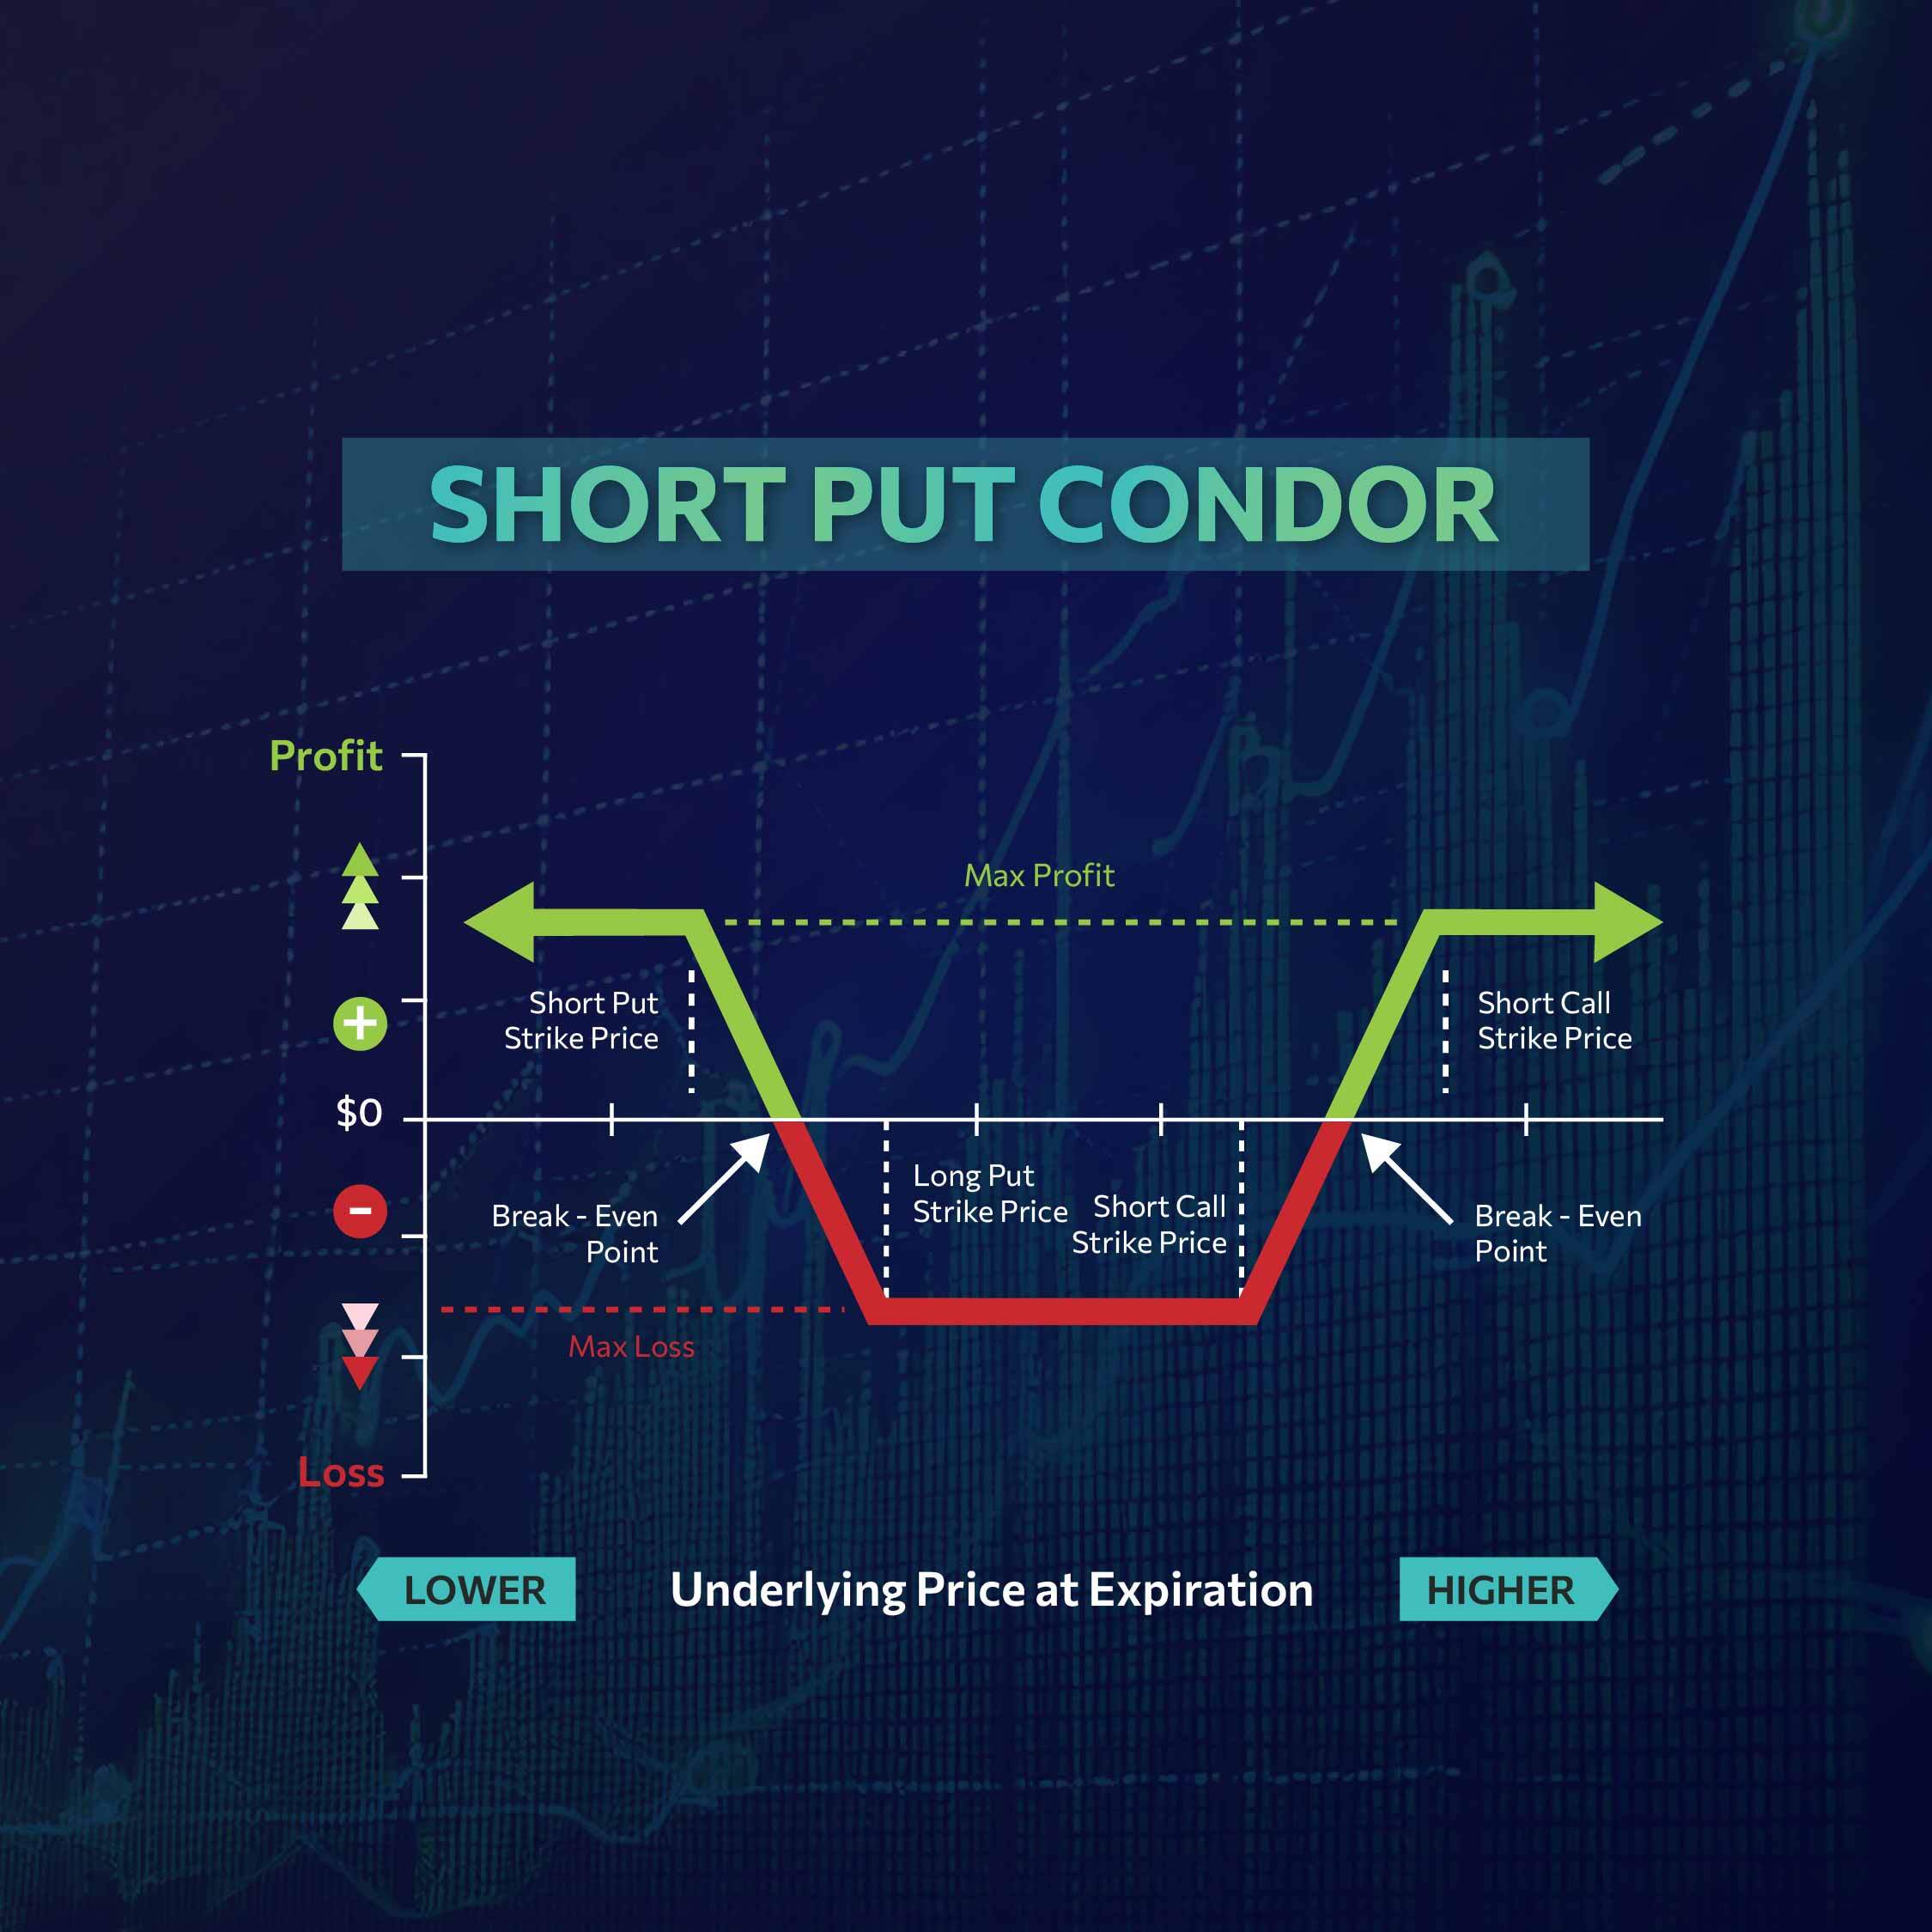 SHORT PUT CONDOR
Profit
Max Profit
Short Put
Strike Price
Short Call
Strike Price
+
$0
-
Long Put
Strike Price
Short Call
Strike Price
Break - Even
Point
Break - Even
Point
Max Loss
Loss
LOWER
Underlying Price at Expiration
HIGHER